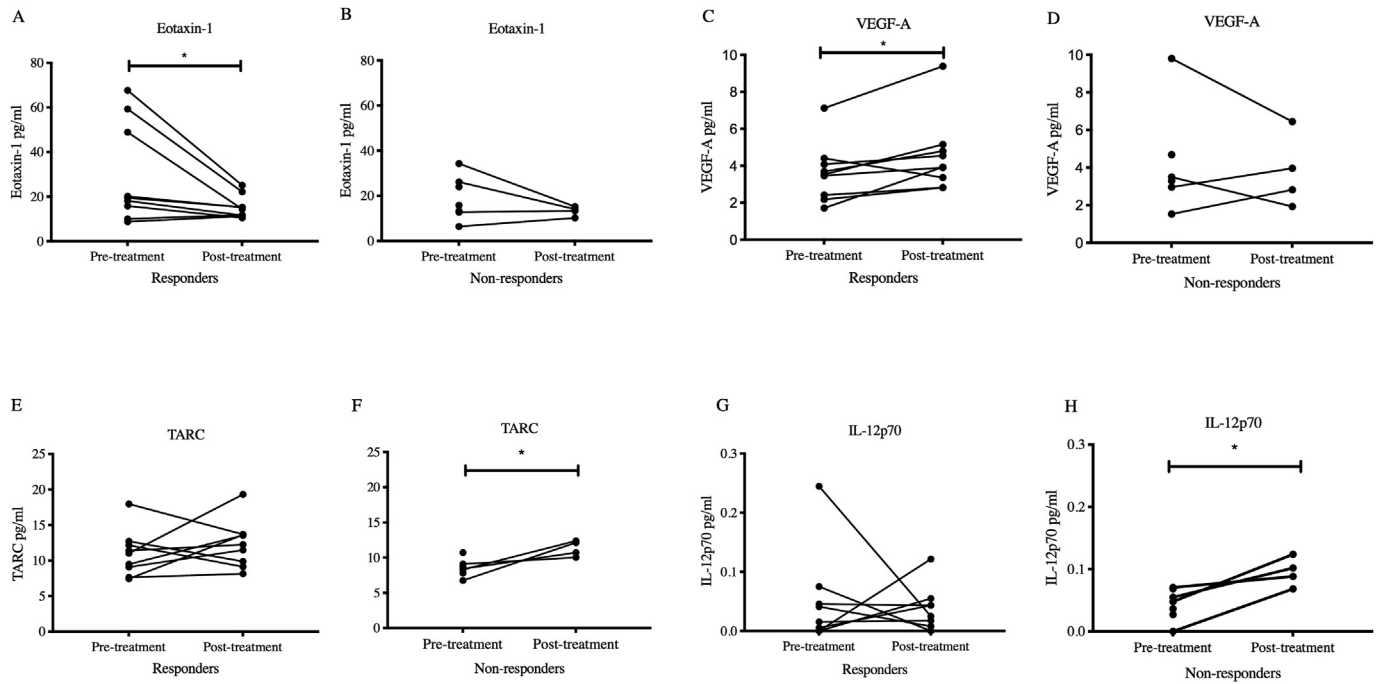 A
Eotaxin-1
*
80
60
40
20
0
Eotaxin-1 pg/ml
Pre-treatment Post-treatment
Responders
B
Eotaxin-1
80
60
40
20
0
Eotaxin-1 pg/ml
Pre-treatment Post-treatment
Non-responders
C
VEGF-A
*
10
8
6
4
2
0
VEGF-A pg/ml
Pre-treatment Post-treatment
Responders
D
VEGF-A
10
8
6
4
2
0
VEGF-A pg/ml
Pre-treatment Post-treatment
Non-responders
E
TARC
25
20
15
10
5
0
TARC pg/ml
Pre-treatment Post-treatment
Responders
F
TARC
*
25
20
15
10
5
0
TARC pg/ml
Pre-treatment Post-treatment
Non-responders
G
IL-12p70
0.3
0.2
0.1
0.0
IL-12p70 pg/ml
Pre-treatment Post-treatment
Responders
H
IL-12p70
*
0.3
0.2
0.1
0.0
IL-12p70 pg/ml
Pre-treatment Post-treatment
Non-responders